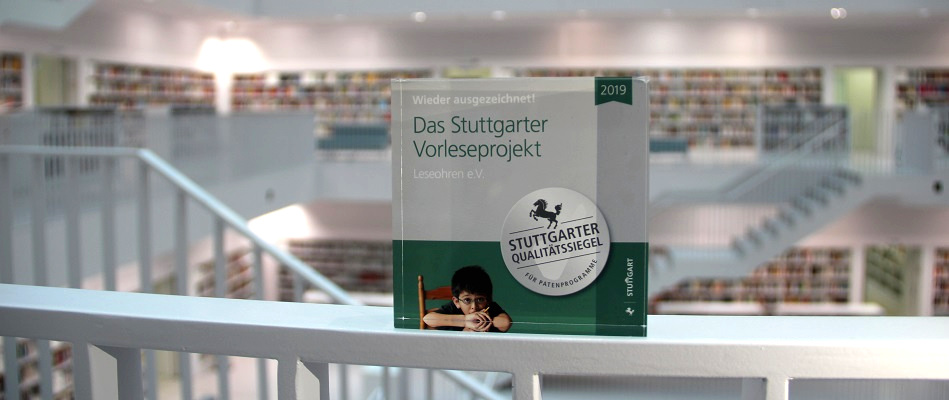 2019
Wieder ausgezeichnet!
Das Stuttgarter
Vorleseprojekt
Leseohren e.V.
STUTTGARTER
QUALITÄTSSIEGEL
FÜR PATENPROGRAMME
STUTTGART